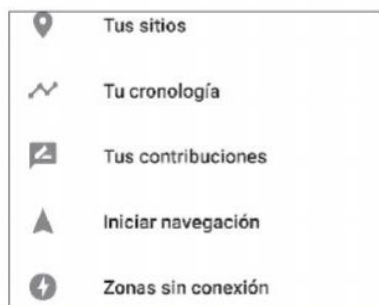 Tus sitios
Tu cronología
Tus contribuciones
Iniciar navegación
Zonas sin conexión